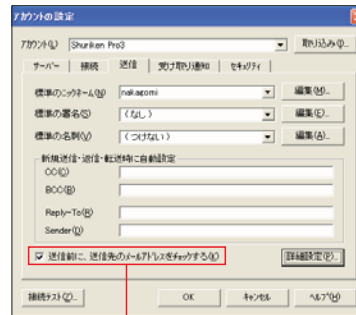 アカウントの設定
アカウント(L) Shuriken Pro3 取り込み(I)...
サーバー 接続 送信 受け取り通知 セキュリティ
標準のニックネーム(N) nakagomi 編集(M)...
標準の署名(S) (なし) 編集(E)...
標準の名刺(V) (つけない) 編集(A)...
新規送信・返信・転送時に自動設定
CC(C)
BCC(B)
Reply-To(R)
Sender(D)
送信前に、送信先のメールアドレスをチェックする(K) 詳細設定(P)...
接続テスト(Z)... OK キャンセル ヘルプ(H)